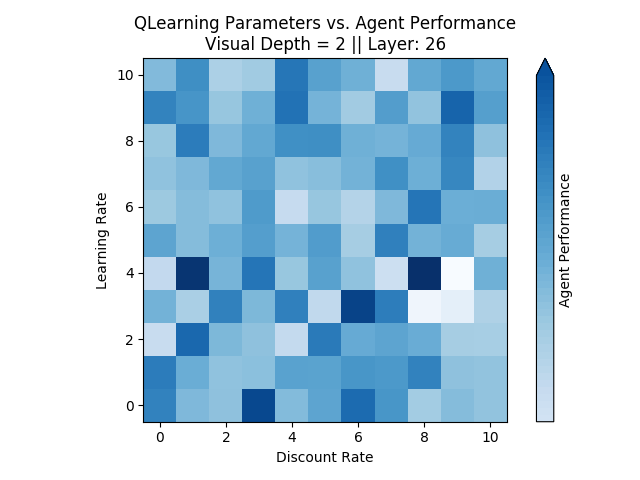 QLearning Parameters vs. Agent Performance
Visual Depth = 2 || Layer: 26
10
8
6
4
2
0
Learning Rate
0 2 4 6 8 10
Discount Rate
Agent Performance